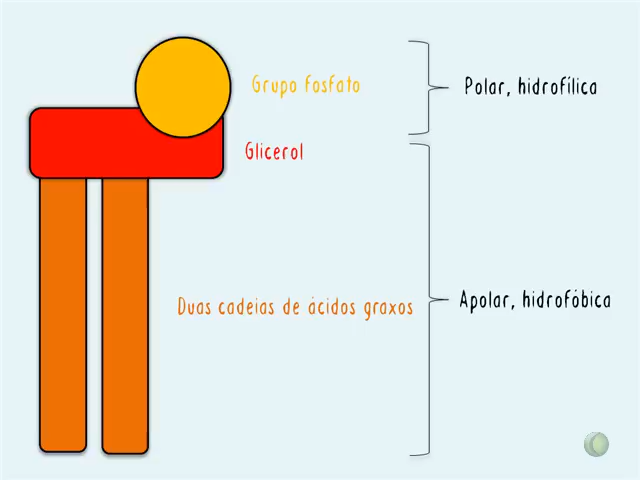 Grupo fosfato
Polar, hidrofílica
Glicerol
Duas cadeias de ácidos graxos
Apolar, hidrofóbica